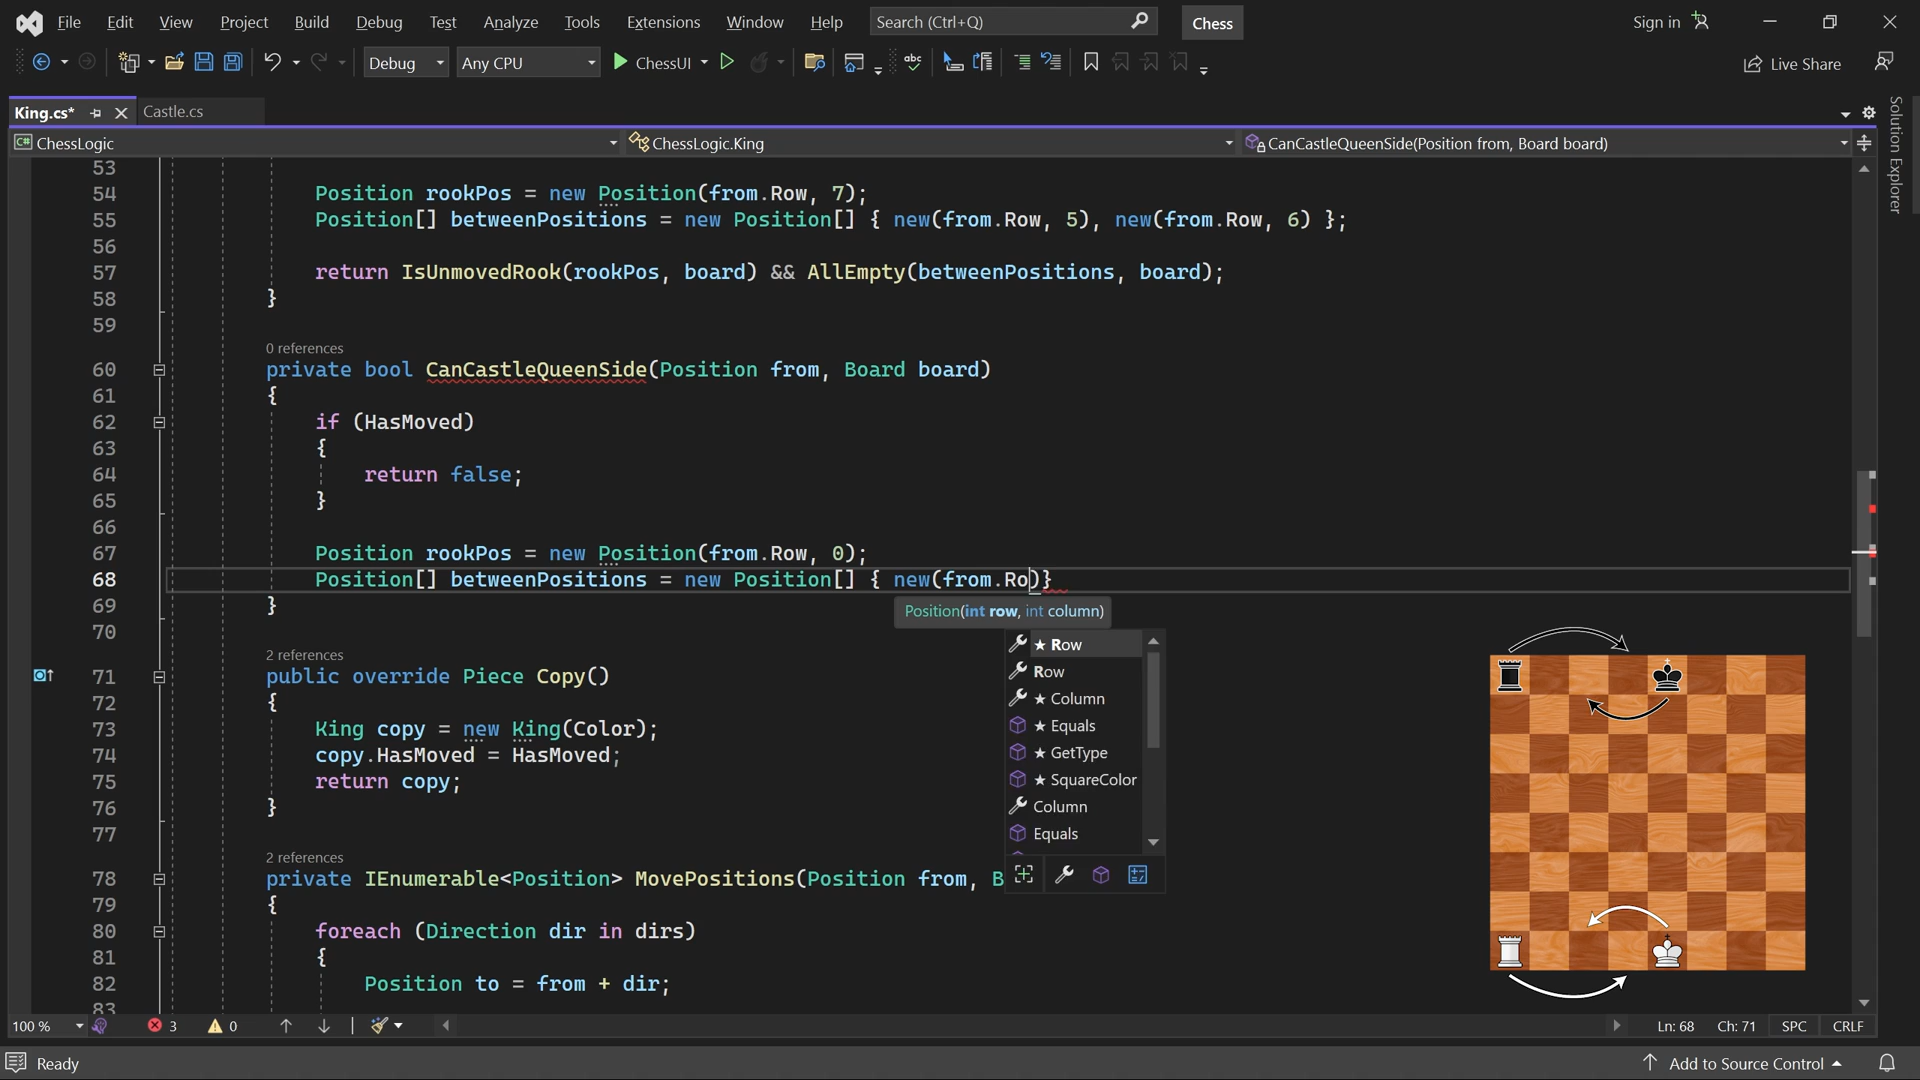 File Edit View Project Build Debug Test Analyze Tools Extensions Window Help Search (Ctrl+Q) Chess Sign in
Debug Any CPU ChessUI Live Share
King.cs* Castle.cs
ChessLogic ChessLogic.King CanCastleQueenSide(Position from, Board board)
Solution Explorer
53
54 Position rookPos = new Position(from.Row, 7);
55 Position[] betweenPositions = new Position[] { new(from.Row, 5), new(from.Row, 6) };
56
57 return IsUnmovedRook(rookPos, board) && AllEmpty(betweenPositions, board);
58 }
59
0 references
60 private bool CanCastleQueenSide(Position from, Board board)
61 {
62 if (HasMoved)
63 {
64 return false;
65 }
66
67 Position rookPos = new Position(from.Row, 0);
68 Position[] betweenPositions = new Position[] { new(from.Ro)}
69 }
Position(int row, int column)
70
★ Row
Row
★ Column
★ Equals
★ GetType
★ SquareColor
Column
Equals
2 references
71 public override Piece Copy()
72 {
73 King copy = new King(Color);
74 copy.HasMoved = HasMoved;
75 return copy;
76 }
77
2 references
78 private IEnumerable<Position> MovePositions(Position from, B
79 {
80 foreach (Direction dir in dirs)
81 {
82 Position to = from + dir;
83
100 % 3 0 Ln: 68 Ch: 71 SPC CRLF
Ready Add to Source Control